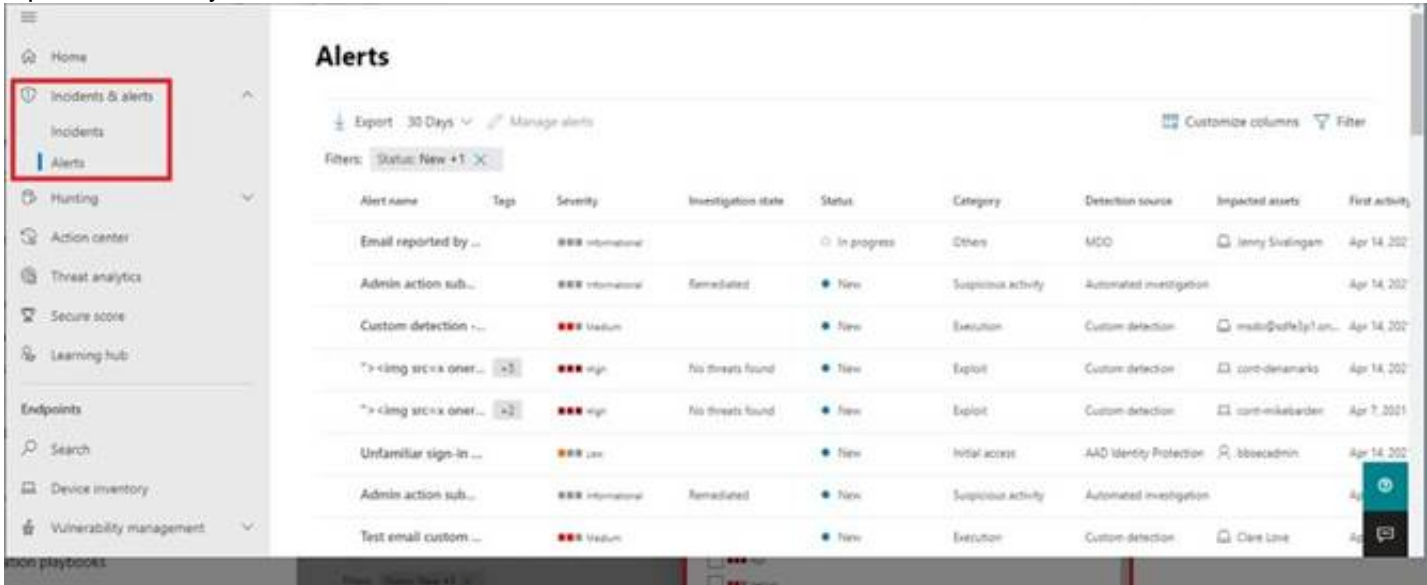 Home
Alerts
Incidents & alerts
Incidents
Alerts
Hunting
Action center
Threat analytics
Secure score
Learning hub
Endpoints
Search
Device inventory
Vulnerability management
Export 30 Days Manage alerts Customize columns Filter
Filters: Status: New +1 ×
Alert name Tags Severity Investigation state Status Category Detection source Impacted assets First activity
Email reported by ... Informational In progress Others MDO Jenny Sivalingam Apr 14, 202
Admin action sub... Informational Remediated New Suspicious activity Automated investigation Apr 14, 202
Custom detection -... Medium New Execution Custom detection Apr 14, 202
"><img src=x oner... +3 High No threats found New Exploit Custom detection cont-denamarks Apr 14, 202
"><img src=x oner... +2 High No threats found New Exploit Custom detection cont-mikebarden Apr 7, 2021
Unfamiliar sign-in ... Low New Initial access AAD Identity Protection bbsecadmin Apr 14, 202
Admin action sub... Informational Remediated New Suspicious activity Automated investigation
Test email custom ... Medium New Execution Custom detection Clare Love
playbooks